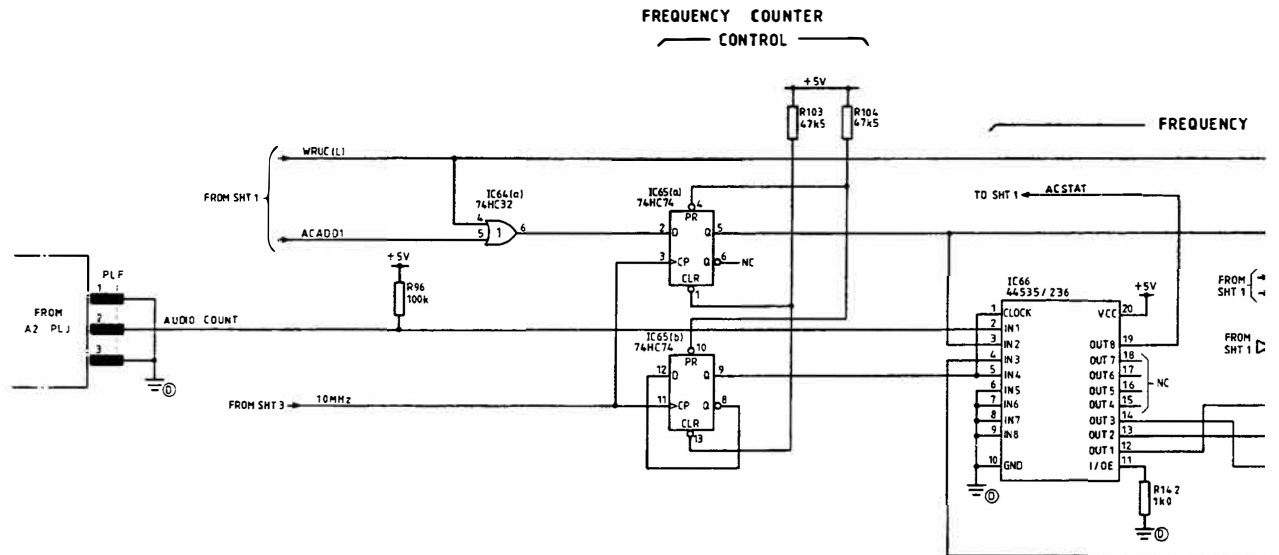 FREQUENCY COUNTER
CONTROL
+5V
R103
47k5
R104
47k5
FREQUENCY
WRUC(L)
FROM SHT 1
IC64(a)
74HC32
4
5
1
6
ACADD1
IC65(a)
74HC74
4
PR
2
D
Q
5
3
CP
Q
6
NC
CLR
1
TO SHT 1
ACSTAT
+5V
R96
100k
PLF
1
2
3
FROM
A2 PLJ
AUDIO COUNT
D
IC65(b)
74HC74
10
PR
12
D
Q
9
11
CP
Q
8
CLR
13
FROM SHT 3
10MHz
IC66
44535/236
+5V
1
CLOCK
VCC
20
2
IN1
3
IN2
OUT8
19
4
IN3
OUT7
18
5
IN4
OUT6
17
6
IN5
OUT5
16
7
IN6
OUT4
15
NC
8
IN7
OUT3
14
9
IN8
OUT2
13
OUT1
12
10
GND
I/OE
11
D
R142
1k0
D
FROM
SHT 1
FROM
SHT 1